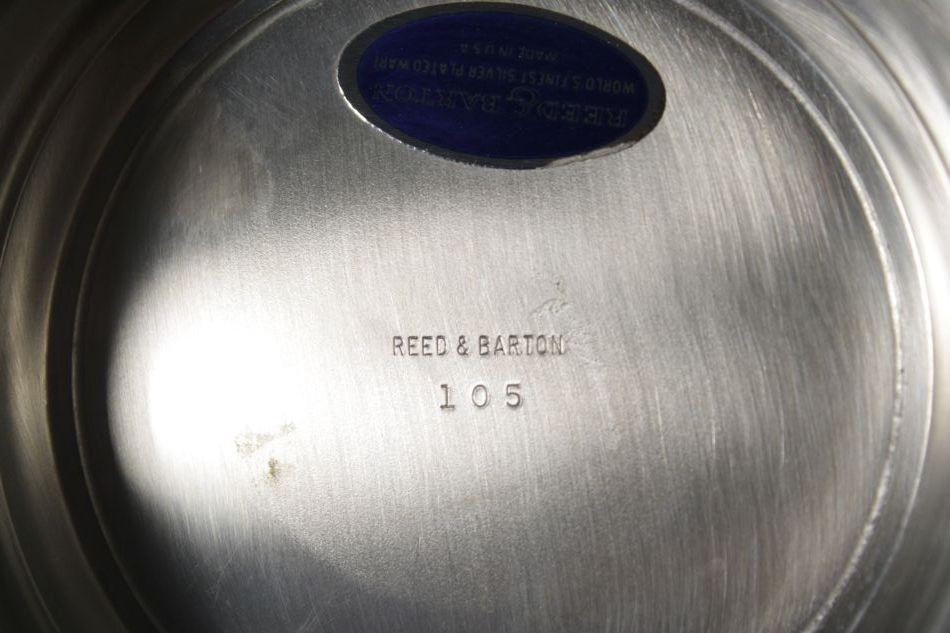 REED & BARTON
WORLD'S FINEST SILVER PLATED WARE
MADE IN U.S.A.
REED & BARTON
105